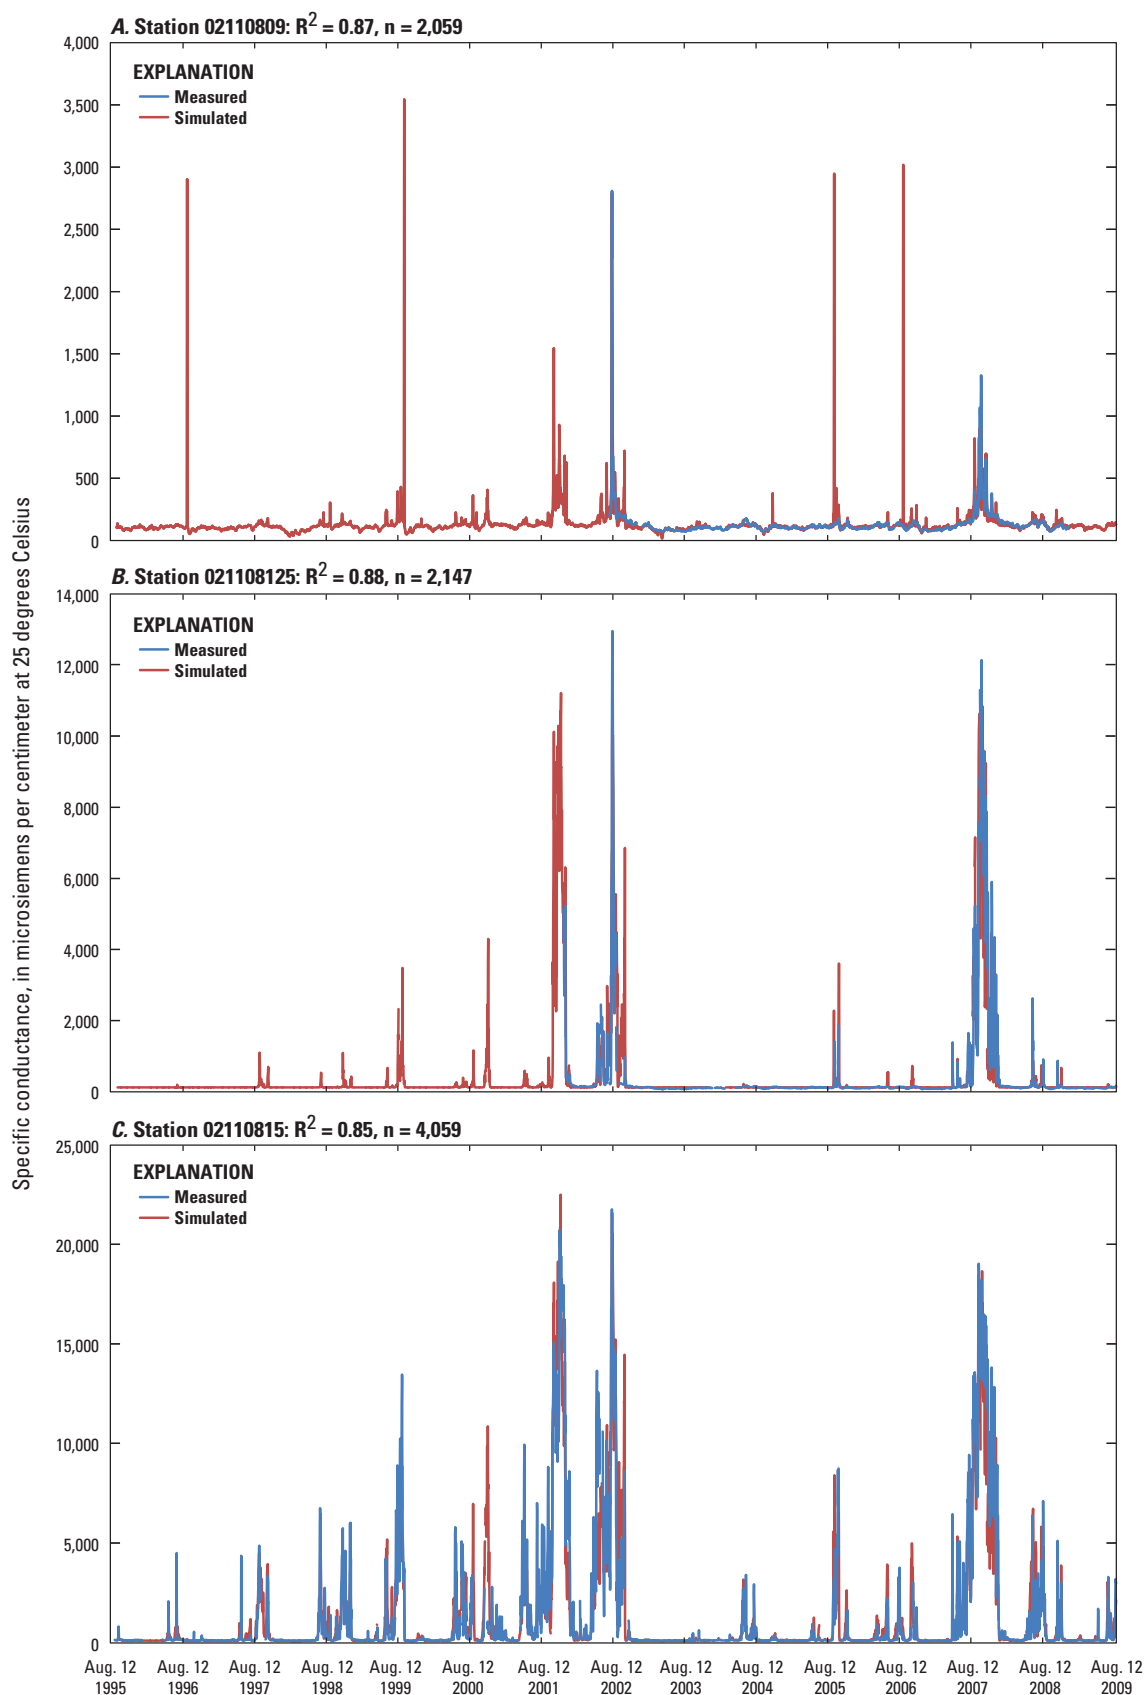 A. Station 02110809: R2 = 0.87, n = 2,059
4,000
3,500
3,000
2,500
2,000
1,500
1,000
500
0
EXPLANATION
Measured
Simulated
B. Station 021108125: R2 = 0.88, n = 2,147
14,000
12,000
10,000
8,000
6,000
4,000
2,000
0
EXPLANATION
Measured
Simulated
C. Station 02110815: R2 = 0.85, n = 4,059
25,000
20,000
15,000
10,000
5,000
0
EXPLANATION
Measured
Simulated
Specific conductance, in microsiemens per centimeter at 25 degrees Celsius
Aug. 12 Aug. 12 Aug. 12 Aug. 12 Aug. 12 Aug. 12 Aug. 12 Aug. 12 Aug. 12 Aug. 12 Aug. 12 Aug. 12 Aug. 12 Aug. 12 Aug. 12
1995 1996 1997 1998 1999 2000 2001 2002 2003 2004 2005 2006 2007 2008 2009